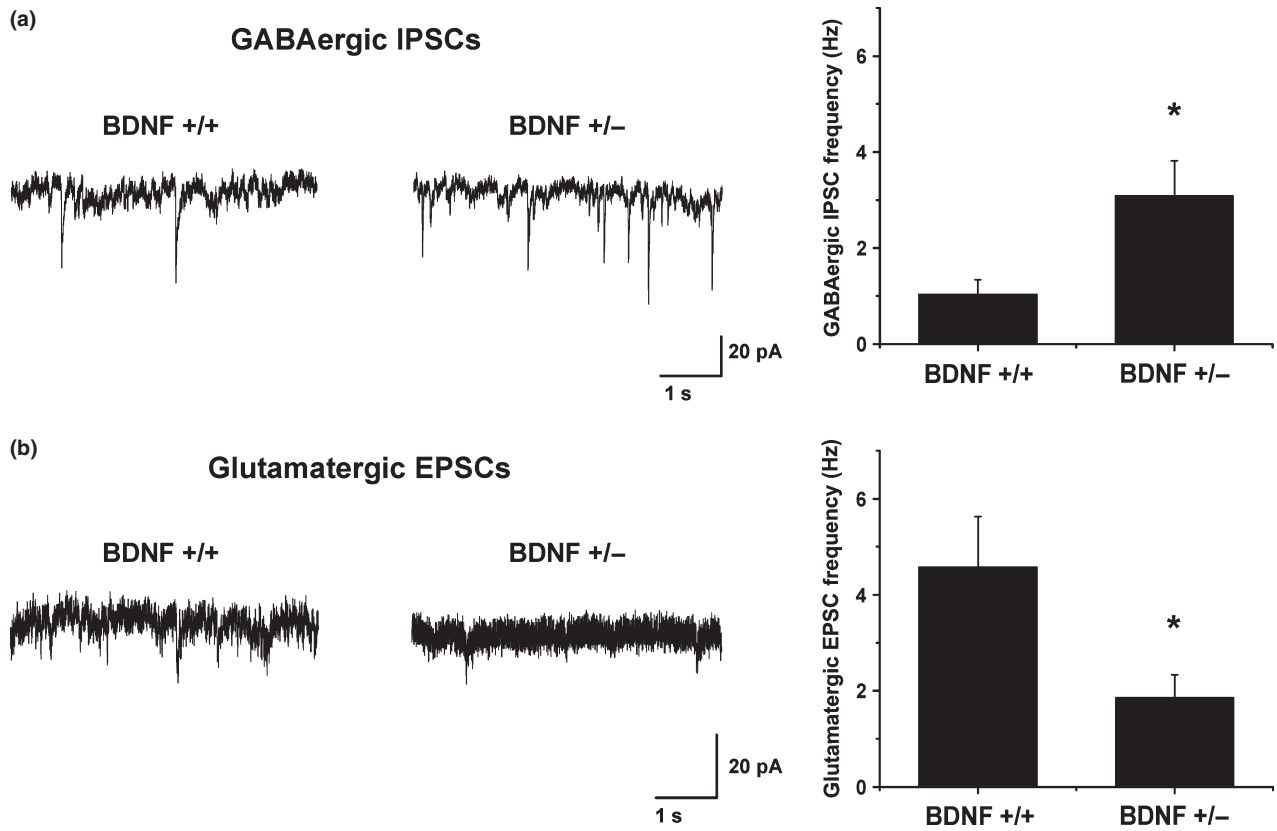 (a)
GABAergic IPSCs
BDNF +/+
BDNF +/–
20 pA
1 s
GABAergic IPSC frequency (Hz)
6
4
2
0
*
BDNF +/+
BDNF +/–
(b)
Glutamatergic EPSCs
BDNF +/+
BDNF +/–
20 pA
1 s
Glutamatergic EPSC frequency (Hz)
6
4
2
0
*
BDNF +/+
BDNF +/–